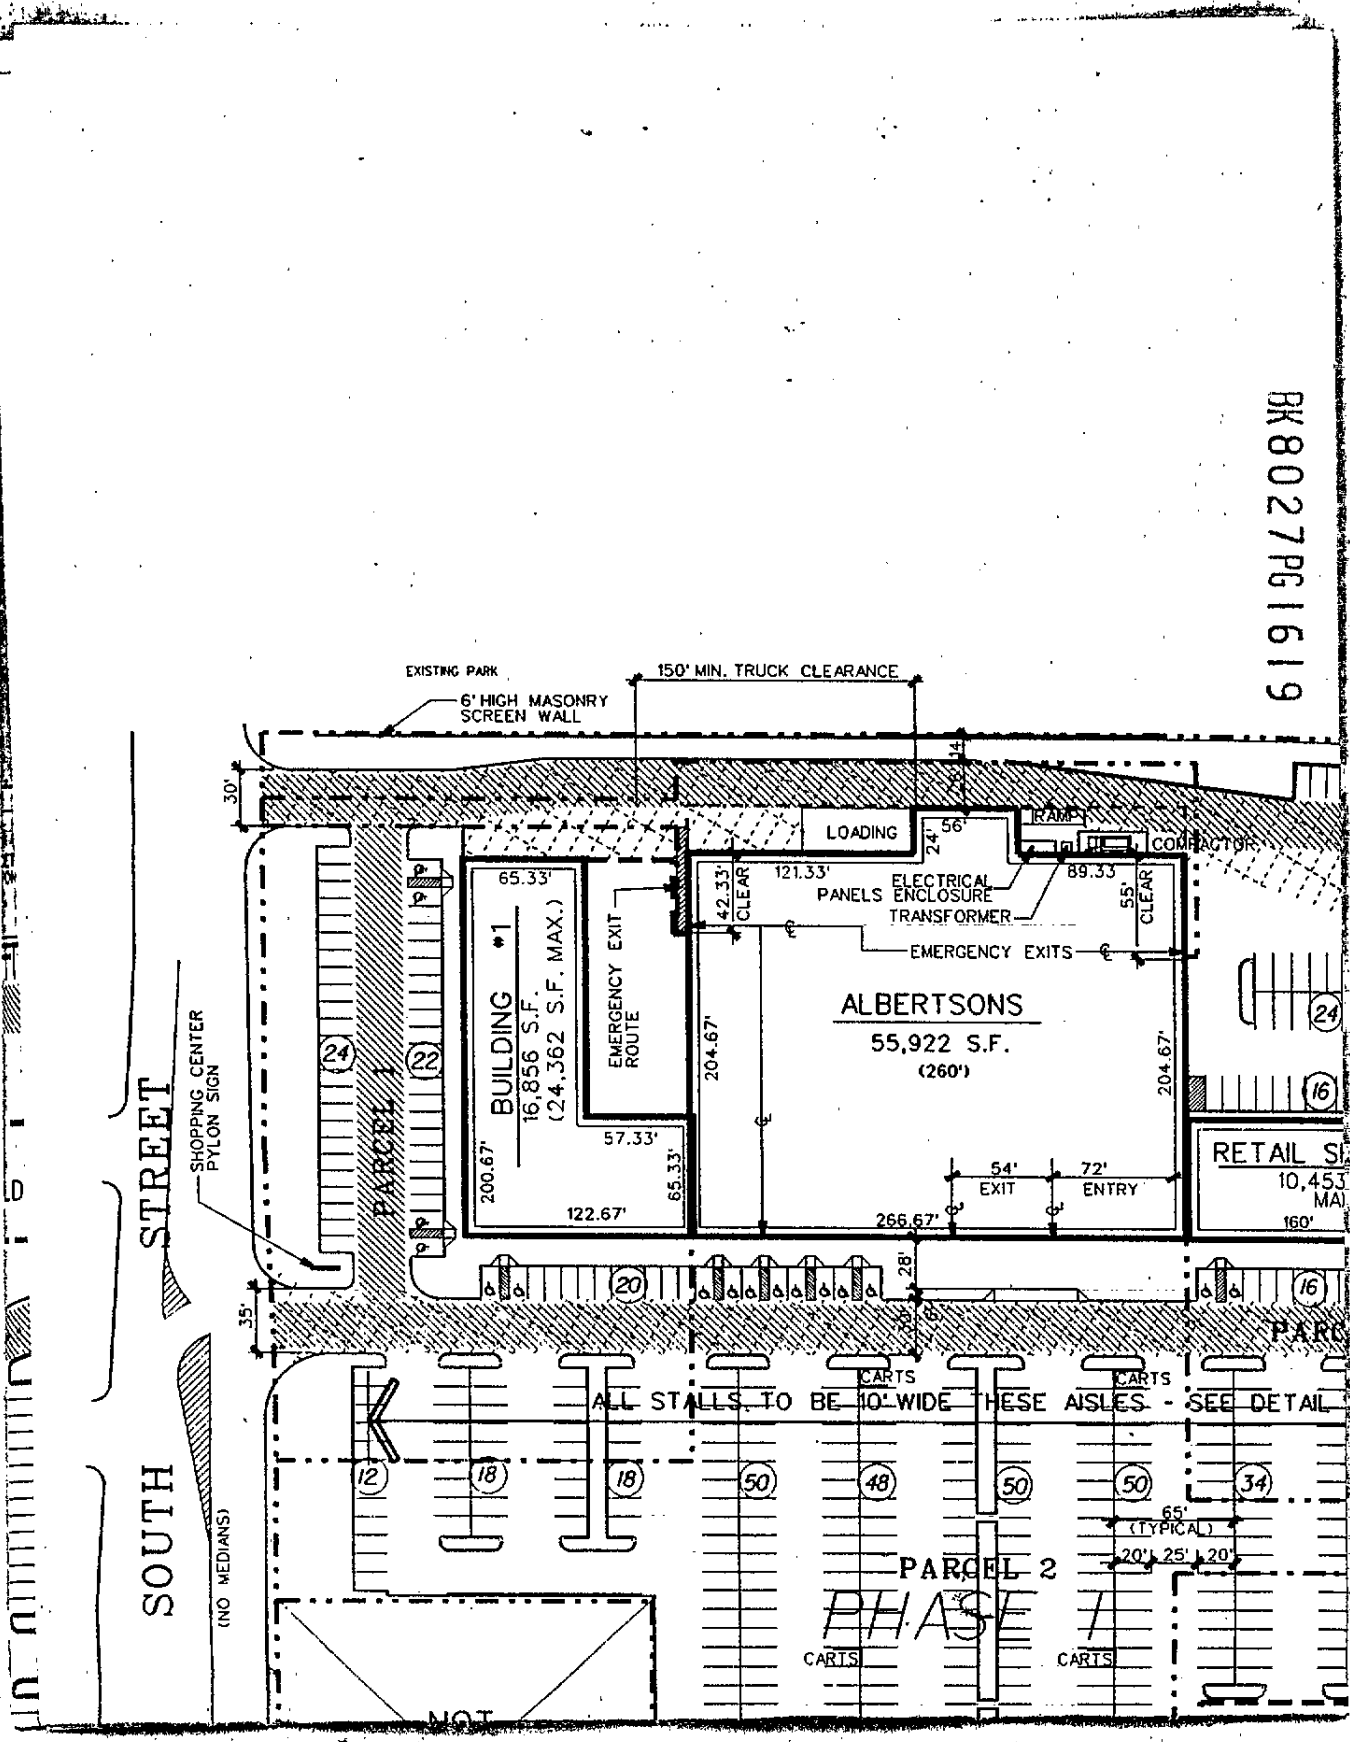 BK8027PG1619
EXISTING PARK
150' MIN. TRUCK CLEARANCE
6' HIGH MASONRY
SCREEN WALL
14'
30'
LOADING
56'
24'
RAMP
COMPACTOR
65.33'
42.33'
CLEAR
121.33'
ELECTRICAL
PANELS ENCLOSURE
TRANSFORMER
89.33
55'
CLEAR
EMERGENCY EXITS
BUILDING #1
16,856 S.F.
(24,362 S.F. MAX.)
EMERGENCY EXIT
ROUTE
ALBERTSONS
55,922 S.F.
(260')
204.67'
204.67'
24
22
24
16
PARCEL 1
SHOPPING CENTER
PYLON SIGN
STREET
200.67'
57.33'
65.33'
122.67'
54'
EXIT
72'
ENTRY
266.67'
RETAIL S
10,453
MA
160'
28'
20
16
35'
PARC
CARTS
CARTS
ALL STALLS TO BE 10' WIDE THESE AISLES - SEE DETAIL
12
18
18
50
48
50
50
34
65'
(TYPICAL)
20' 25' 20'
SOUTH
(NO MEDIANS)
PARCEL 2
PHASE 1
CARTS
CARTS
NOT